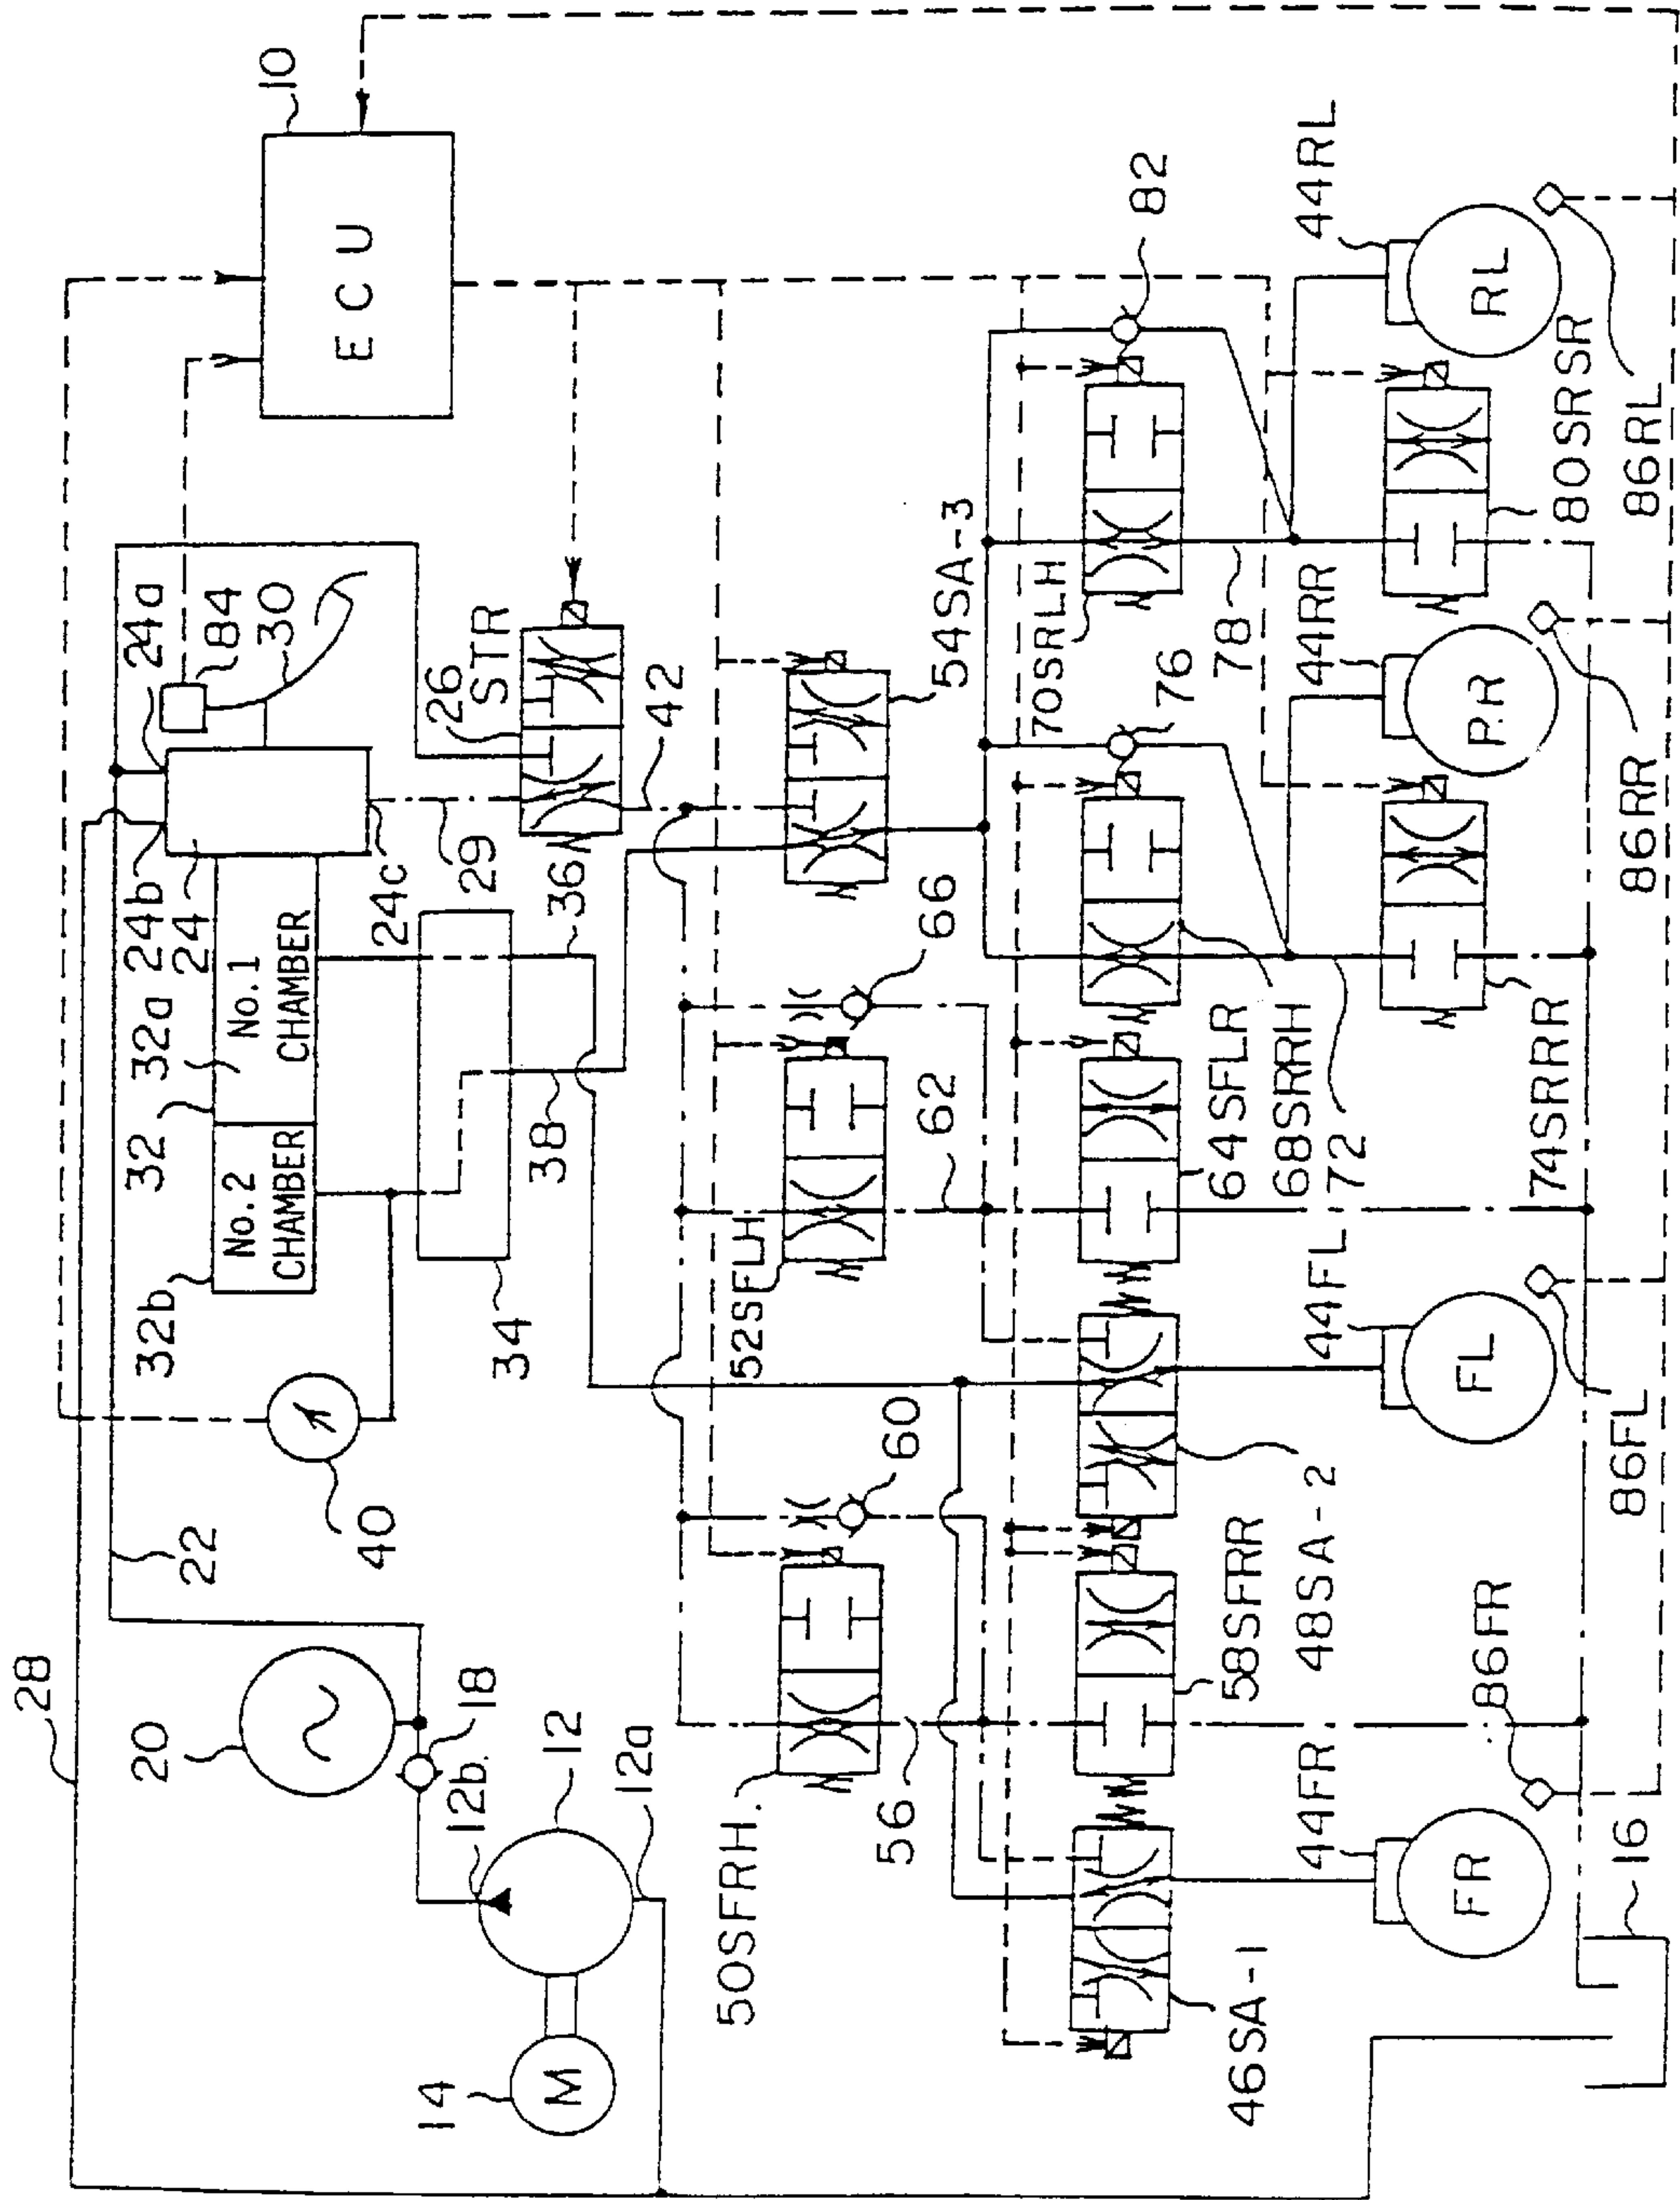 10
ECU
28
22
20
18
12b.
12
12a
14
M
40
32b
No.2
CHAMBER
32
32a
No.1
CHAMBER
24
24b
24a
84
30
24c
29
26
STR
34
36
38
42
50SFRH.
60
52SFLH
66
54SA-3
56
62
46SA-1
58SFRR
48SA-2
64SFLR
68SRRH
72
76
70SRLH
78
82
44FR
FR
86FR
16
44FL
FL
86FL
74SRRR
44RR
R.R
86RR
80SRSR
44RL
RL
86RL